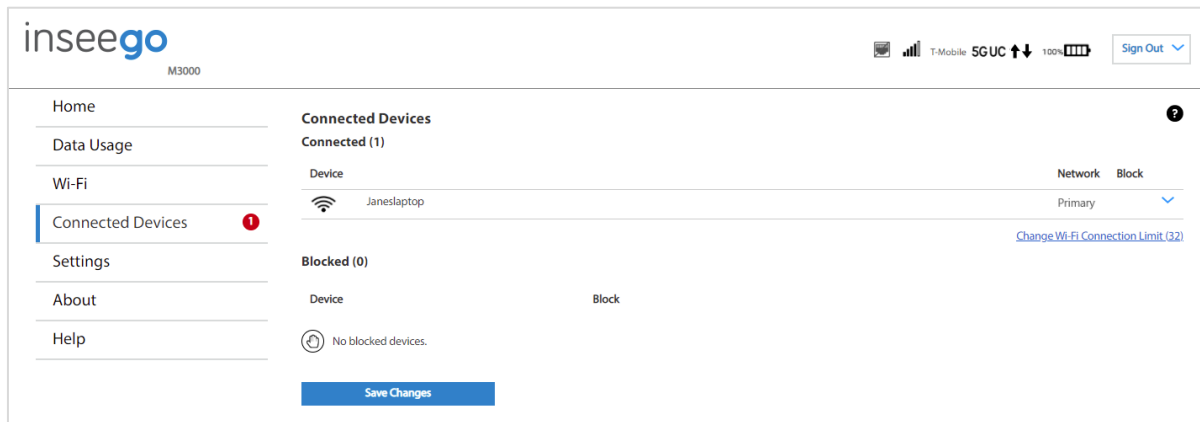 inseego
M3000
T-Mobile 5G UC 100%
Sign Out
Home
Data Usage
Wi-Fi
Connected Devices 1
Settings
About
Help
Connected Devices
?
Connected (1)
Device Network Block
Janeslaptop Primary
Change Wi-Fi Connection Limit (32)
Blocked (0)
Device Block
No blocked devices.
Save Changes